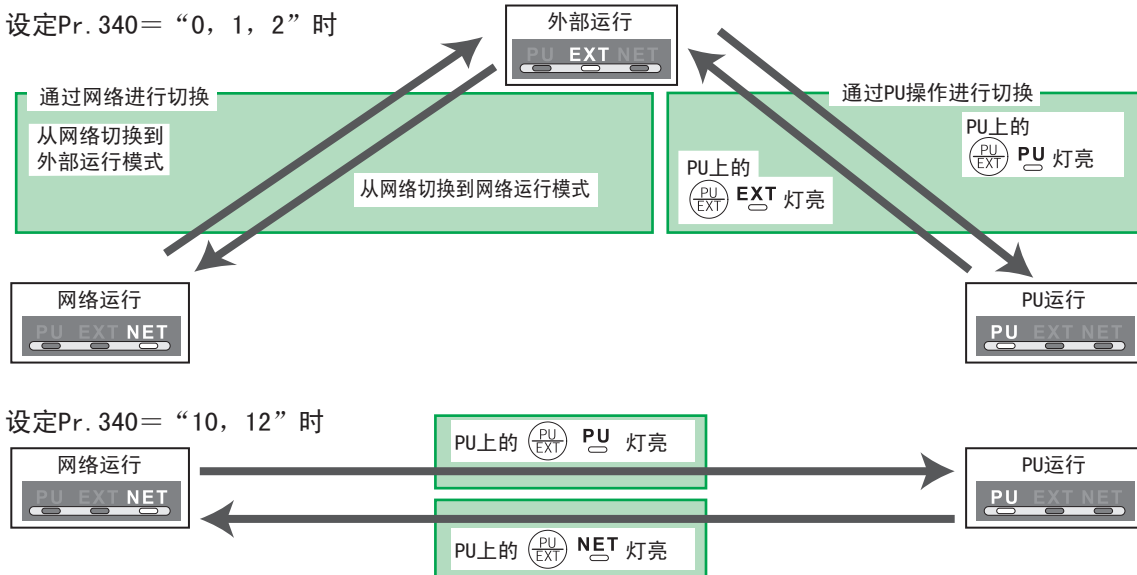 设定Pr.340＝“0，1，2”时
外部运行
PU EXT NET
通过网络进行切换
从网络切换到
外部运行模式
从网络切换到网络运行模式
通过PU操作进行切换
PU上的
PU
EXT
PU 灯亮
PU上的
PU
EXT
EXT 灯亮
网络运行
PU EXT NET
PU运行
PU EXT NET
设定Pr.340＝“10，12”时
网络运行
PU EXT NET
PU上的 PU/EXT PU 灯亮
PU上的 PU/EXT NET 灯亮
PU运行
PU EXT NET